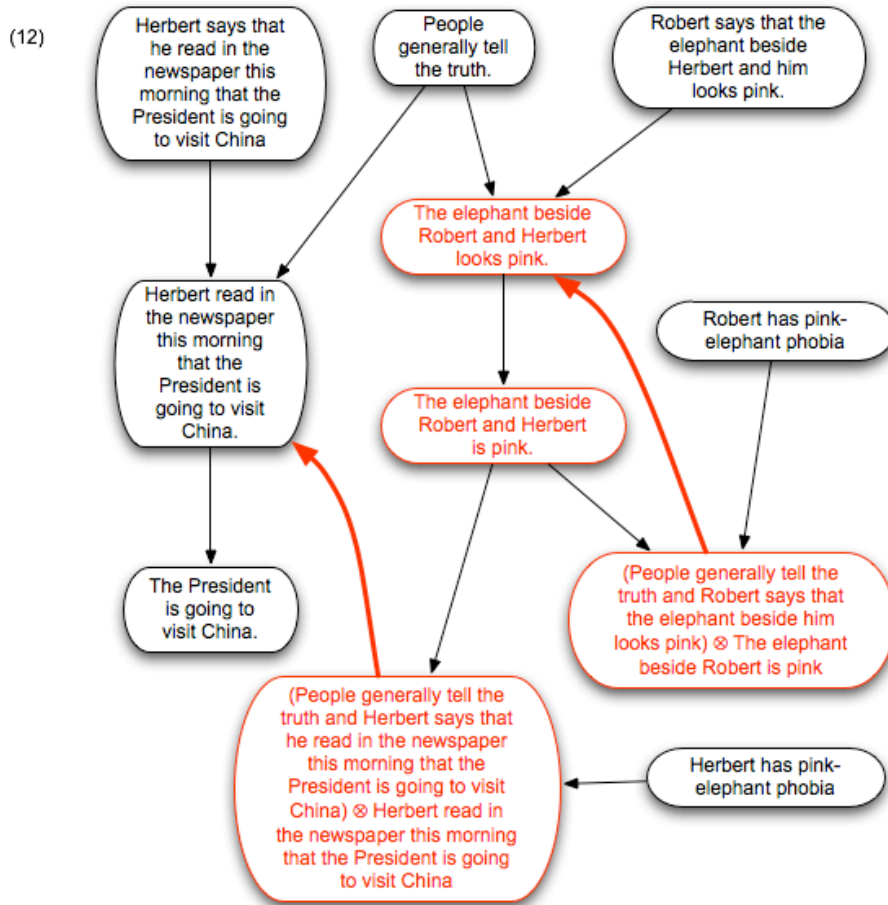 (12)
Herbert says that
he read in the
newspaper this
morning that the
President is going
to visit China
People
generally tell
the truth.
Robert says that the
elephant beside
Herbert and him
looks pink.
The elephant beside
Robert and Herbert
looks pink.
Herbert read in
the newspaper
this morning
that the
President is
going to visit
China.
Robert has pink-
elephant phobia
The elephant beside
Robert and Herbert
is pink.
The President
is going to
visit China.
(People generally tell the
truth and Robert says that
the elephant beside him
looks pink) ⊗ The elephant
beside Robert is pink
(People generally tell the
truth and Herbert says that
he read in the newspaper
this morning that the
President is going to visit
China) ⊗ Herbert read in
the newspaper this morning
that the President is going
to visit China
Herbert has pink-
elephant phobia